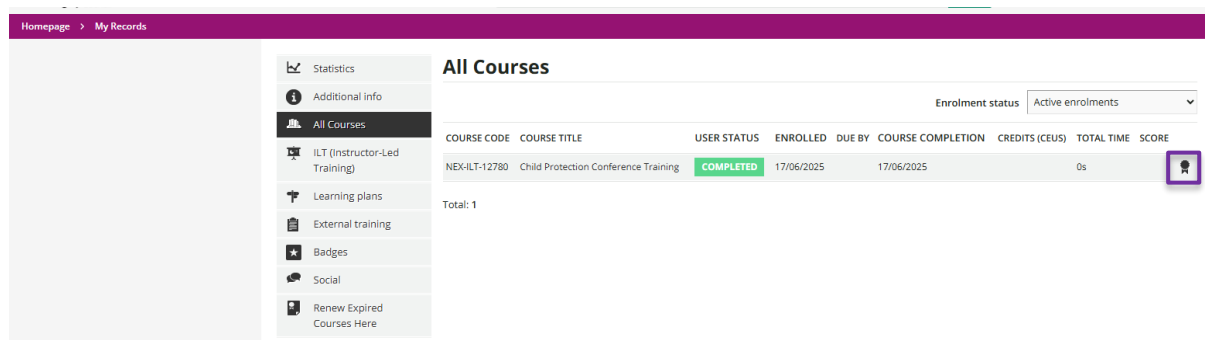 Homepage > My Records
Statistics
Additional info
All Courses
ILT (Instructor-Led
Training)
Learning plans
External training
Badges
Social
Renew Expired
Courses Here
All Courses
Enrolment status Active enrolments
COURSE CODE COURSE TITLE USER STATUS ENROLLED DUE BY COURSE COMPLETION CREDITS (CEUS) TOTAL TIME SCORE
NEX-ILT-12780 Child Protection Conference Training COMPLETED 17/06/2025 17/06/2025 0s
Total: 1